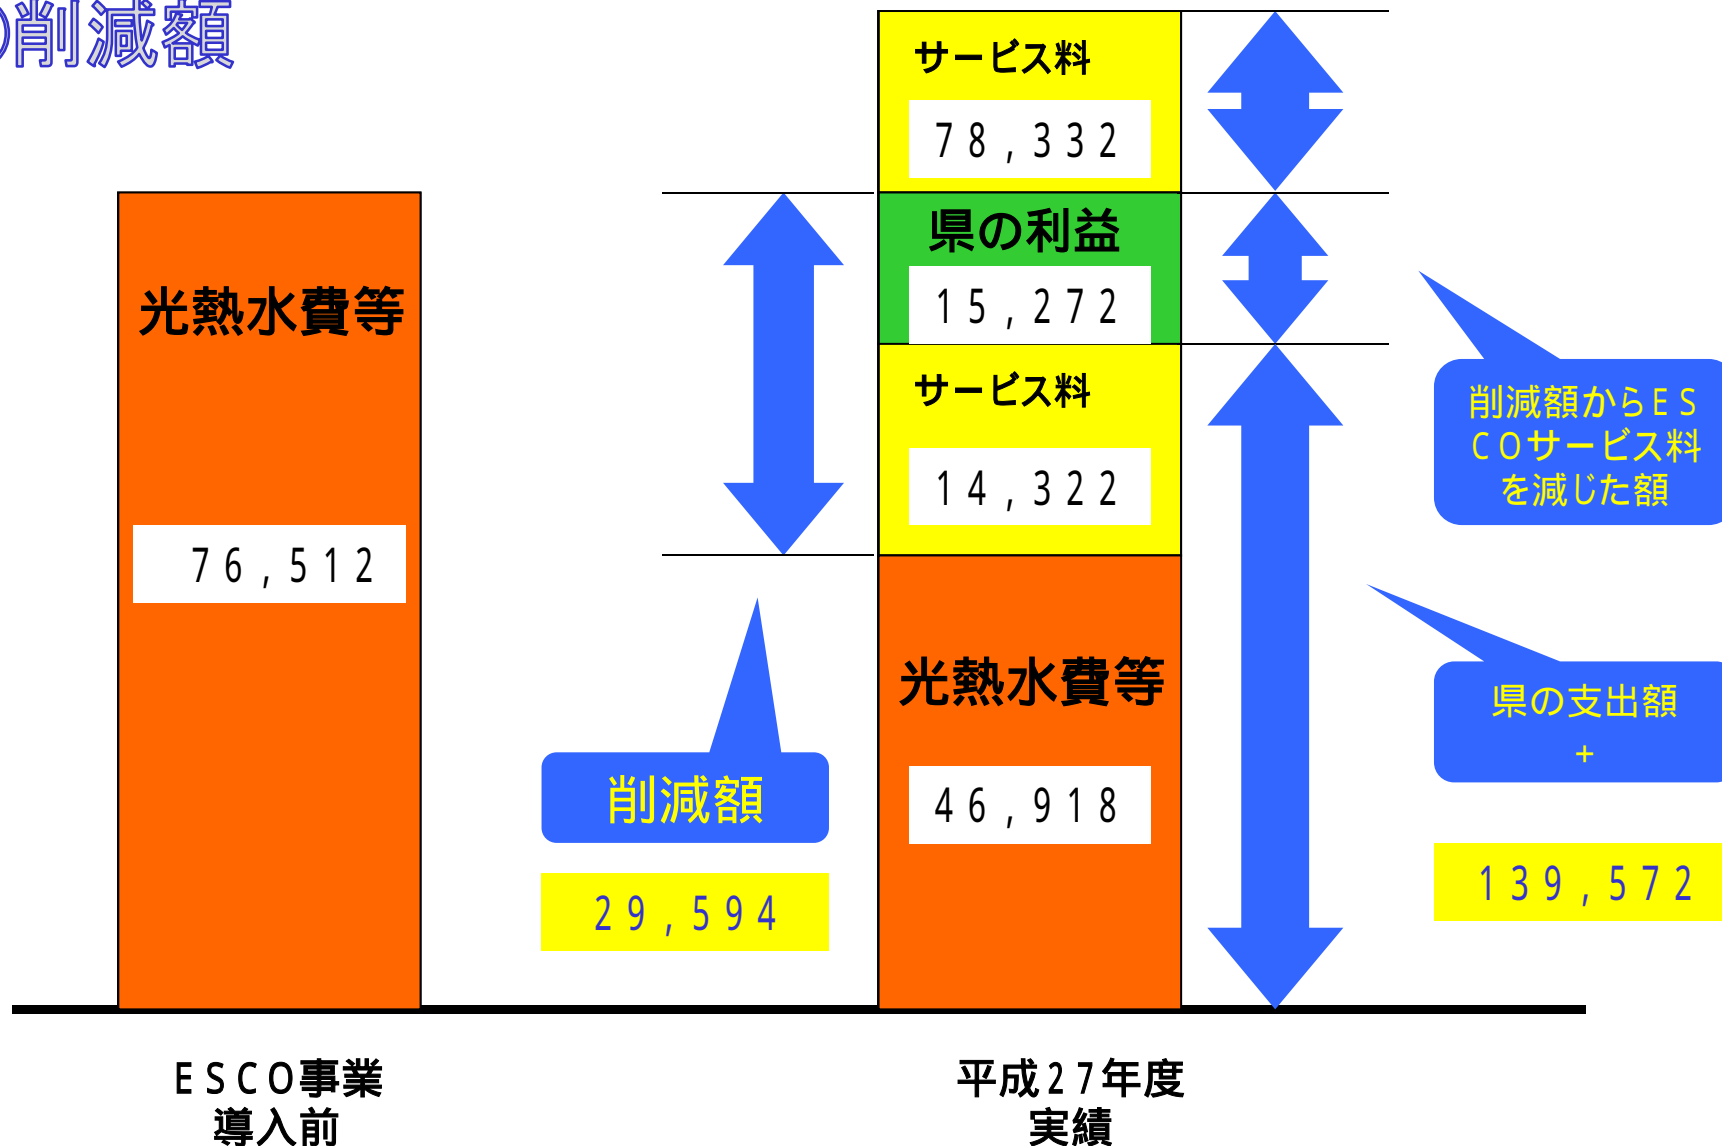 の削減額
サービス料
78,332
県の利益
15,272
サービス料
14,322
光熱水費等
46,918
光熱水費等
76,512
削減額
29,594
削減額からES
COサービス料
を減じた額
県の支出額
+
139,572
ESCO事業
導入前
平成27年度
実績